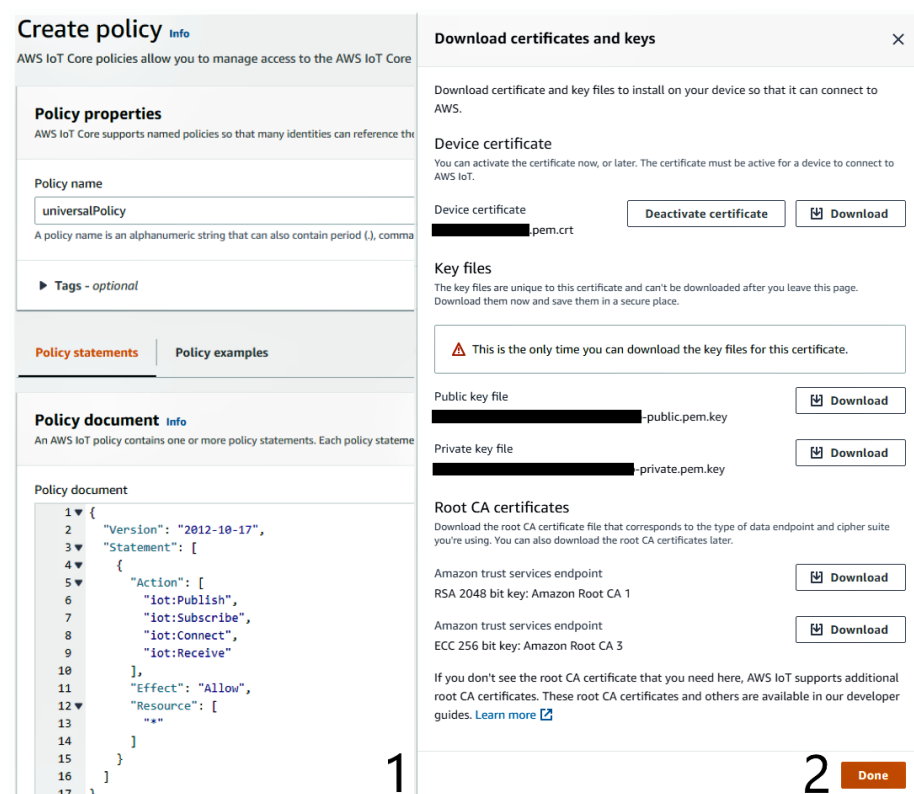 Create policy Info
AWS IoT Core policies allow you to manage access to the AWS IoT Core
Policy properties
AWS IoT Core supports named policies so that many identities can reference the
Policy name
universalPolicy
A policy name is an alphanumeric string that can also contain period (.), comma
Tags - optional
Policy statements
Policy examples
Policy document Info
An AWS IoT policy contains one or more policy statements. Each policy stateme
Policy document
1 {
2 "Version": "2012-10-17",
3 "Statement": [
4 {
5 "Action": [
6 "iot:Publish",
7 "iot:Subscribe",
8 "iot:Connect",
9 "iot:Receive"
10 ],
11 "Effect": "Allow",
12 "Resource": [
13 "*"
14 ]
15 }
16 ]
17 }
1
Download certificates and keys
Download certificate and key files to install on your device so that it can connect to
AWS.
Device certificate
You can activate the certificate now, or later. The certificate must be active for a device to connect to
AWS IoT.
Device certificate
.pem.crt
Deactivate certificate
Download
Key files
The key files are unique to this certificate and can't be downloaded after you leave this page.
Download them now and save them in a secure place.
This is the only time you can download the key files for this certificate.
Public key file
-public.pem.key
Download
Private key file
-private.pem.key
Download
Root CA certificates
Download the root CA certificate file that corresponds to the type of data endpoint and cipher suite
you're using. You can also download the root CA certificates later.
Amazon trust services endpoint
RSA 2048 bit key: Amazon Root CA 1
Download
Amazon trust services endpoint
ECC 256 bit key: Amazon Root CA 3
Download
If you don't see the root CA certificate that you need here, AWS IoT supports additional
root CA certificates. These root CA certificates and others are available in our developer
guides. Learn more
2
Done